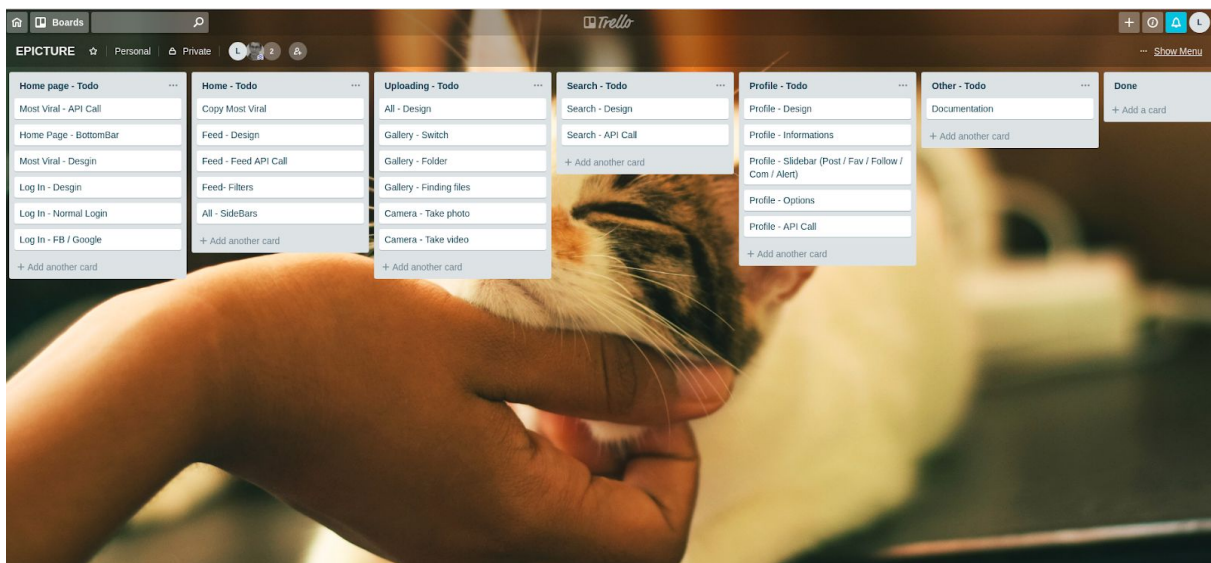 Boards
Trello
L
EPICTURE
Personal
Private
L
2
... Show Menu
Home page - Todo
Most Viral - API Call
Home Page - BottomBar
Most Viral - Desgin
Log In - Desgin
Log In - Normal Login
Log In - FB / Google
+ Add another card
Home - Todo
Copy Most Viral
Feed - Design
Feed - Feed API Call
Feed- Filters
All - SideBars
+ Add another card
Uploading - Todo
All - Design
Gallery - Switch
Gallery - Folder
Gallery - Finding files
Camera - Take photo
Camera - Take video
+ Add another card
Search - Todo
Search - Design
Search - API Call
+ Add another card
Profile - Todo
Profile - Design
Profile - Informations
Profile - Slidebar (Post / Fav / Follow /
Com / Alert)
Profile - Options
Profile - API Call
+ Add another card
Other - Todo
Documentation
+ Add another card
Done
+ Add a card